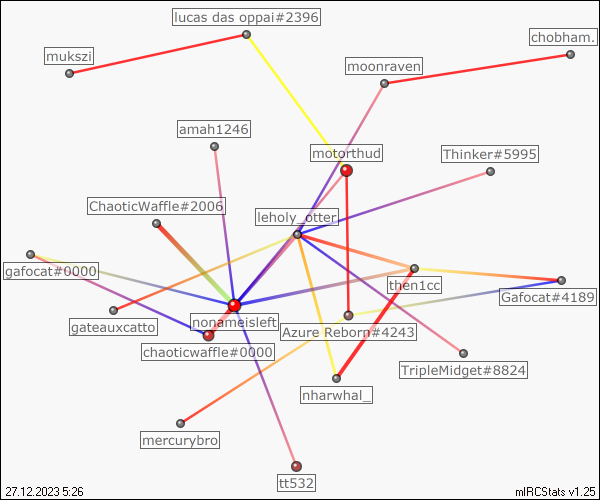 lucas das oppai#2396
chobham.
mukszi
moonraven
amah1246
motorthud
Thinker#5995
ChaoticWaffle#2006
leholy_otter
gafocat#0000
then1cc
Gafocat#4189
gateauxcatto
nonameisleft
Azure Reborn#4243
chaoticwaffle#0000
TripleMidget#8824
nharwhal_
mercurybro
tt532
27.12.2023 5:26
mIRCStats v1.25